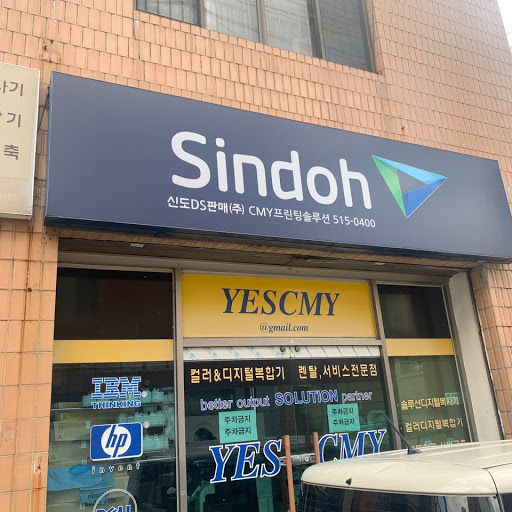 Sindoh
신도DS판매(주) CMY프린팅솔루션 515-0400
YESCMY
@gmail.com
컬러&디지털복합기 렌탈,서비스전문점
better output SOLUTION partner
IBM
THINKING
hp
invent
주차금지
주차금지
주차금지
주차금지
YES CMY
솔루션디지털복사기
컬러디지털복합기
기
기
축